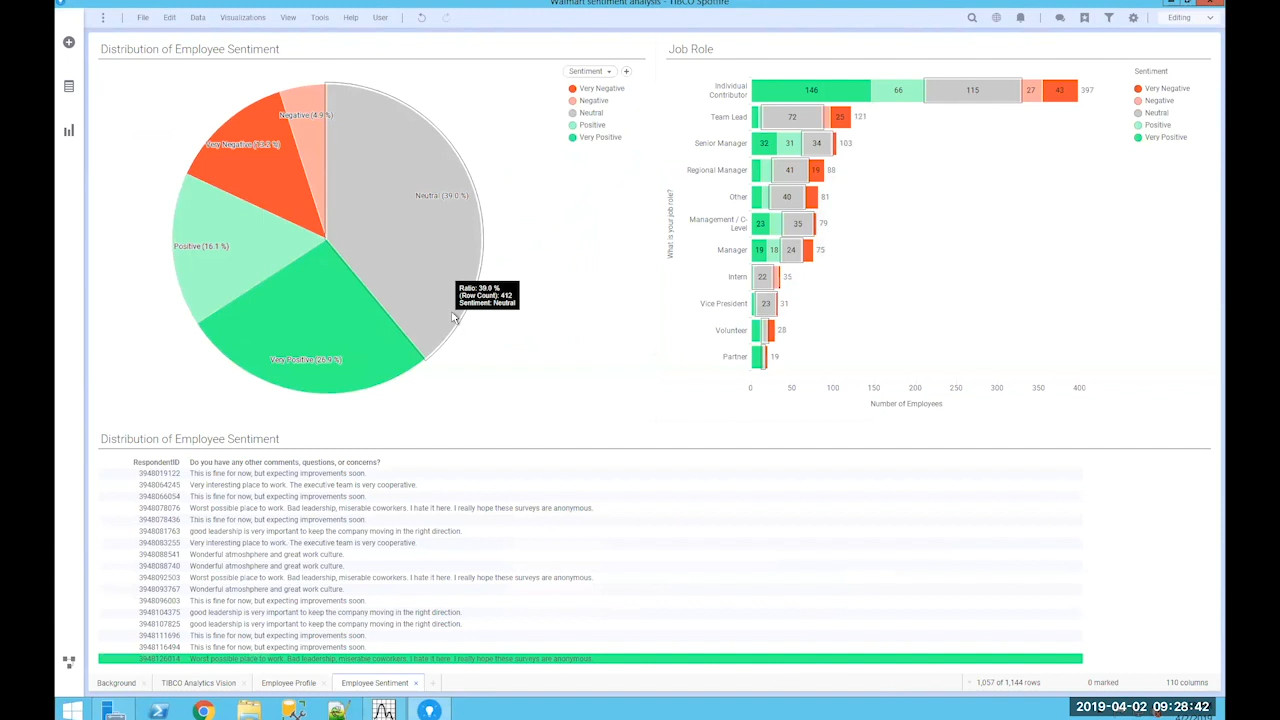 Walmart sentiment analysis - TIBCO Spotfire
File Edit Data Visualizations View Tools Help User
Editing
Distribution of Employee Sentiment
Sentiment
Very Negative
Negative
Neutral
Positive
Very Positive
Negative (4.9 %)
Very Negative (13.2 %)
Neutral (39.0 %)
Positive (16.1 %)
Very Positive (26.9 %)
Ratio: 39.0 %
(Row Count): 412
Sentiment: Neutral
Job Role
Sentiment
Very Negative
Negative
Neutral
Positive
Very Positive
What is your job role?
Individual
Contributor
146 66 115 27 43 397
Team Lead 72 25 121
Senior Manager 32 31 34 103
Regional Manager 41 19 88
Other 40 81
Management / C-
Level
23 35 79
Manager 19 18 24 75
Intern 22 35
Vice President 23 31
Volunteer 28
Partner 19
0 50 100 150 200 250 300 350 400
Number of Employees
Distribution of Employee Sentiment
RespondentID Do you have any other comments, questions, or concerns?
3948019122 This is fine for now, but expecting improvements soon.
3948064245 Very interesting place to work. The executive team is very cooperative.
3948066054 This is fine for now, but expecting improvements soon.
3948078076 Worst possible place to work. Bad leadership, miserable coworkers. I hate it here. I really hope these surveys are anonymous.
3948078436 This is fine for now, but expecting improvements soon.
3948081763 good leadership is very important to keep the company moving in the right direction.
3948083255 Very interesting place to work. The executive team is very cooperative.
3948088541 Wonderful atmoshphere and great work culture.
3948088740 Wonderful atmoshphere and great work culture.
3948092503 Worst possible place to work. Bad leadership, miserable coworkers. I hate it here. I really hope these surveys are anonymous.
3948093767 Wonderful atmoshphere and great work culture.
3948096003 This is fine for now, but expecting improvements soon.
3948104375 good leadership is very important to keep the company moving in the right direction.
3948107825 good leadership is very important to keep the company moving in the right direction.
3948111696 This is fine for now, but expecting improvements soon.
3948116494 This is fine for now, but expecting improvements soon.
3948126014 Worst possible place to work. Bad leadership, miserable coworkers. I hate it here. I really hope these surveys are anonymous.
Background TIBCO Analytics Vision Employee Profile Employee Sentiment
1,057 of 1,144 rows 0 marked 110 columns
2019-04-02 09:28:42